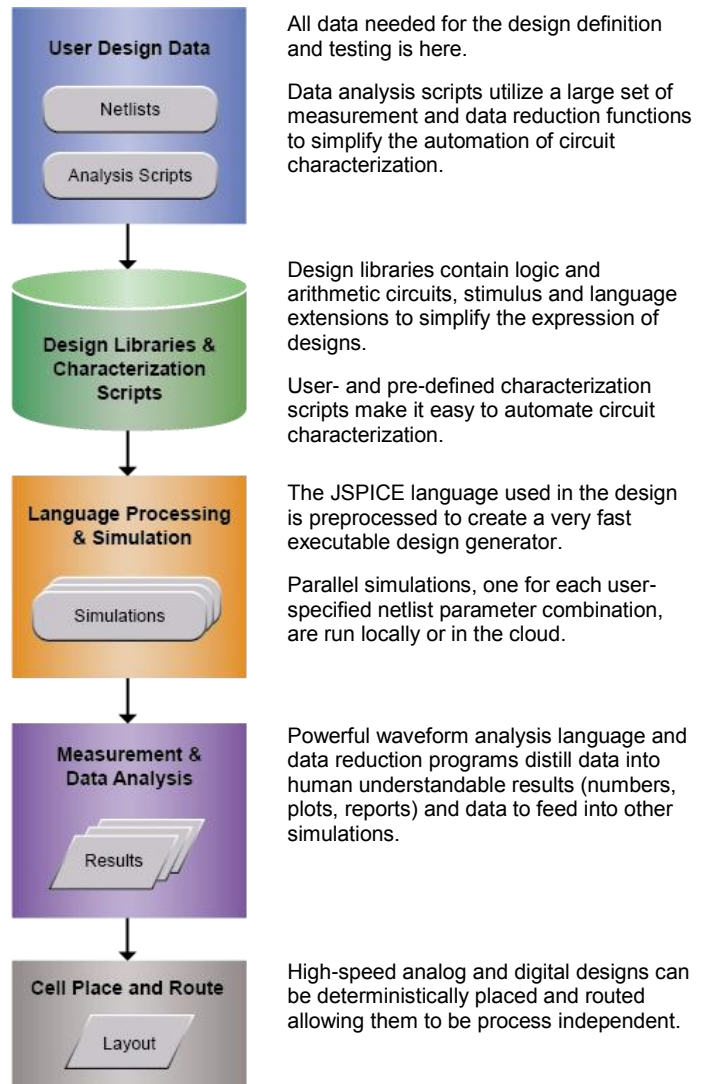 User Design Data
Netlists
Analysis Scripts
All data needed for the design definition
and testing is here.
Data analysis scripts utilize a large set of
measurement and data reduction functions
to simplify the automation of circuit
characterization.
Design Libraries &
Characterization
Scripts
Design libraries contain logic and
arithmetic circuits, stimulus and language
extensions to simplify the expression of
designs.
User- and pre-defined characterization
scripts make it easy to automate circuit
characterization.
Language Processing
& Simulation
Simulations
The JSPICE language used in the design
is preprocessed to create a very fast
executable design generator.
Parallel simulations, one for each user-
specified netlist parameter combination,
are run locally or in the cloud.
Measurement &
Data Analysis
Results
Powerful waveform analysis language and
data reduction programs distill data into
human understandable results (numbers,
plots, reports) and data to feed into other
simulations.
Cell Place and Route
Layout
High-speed analog and digital designs can
be deterministically placed and routed
allowing them to be process independent.